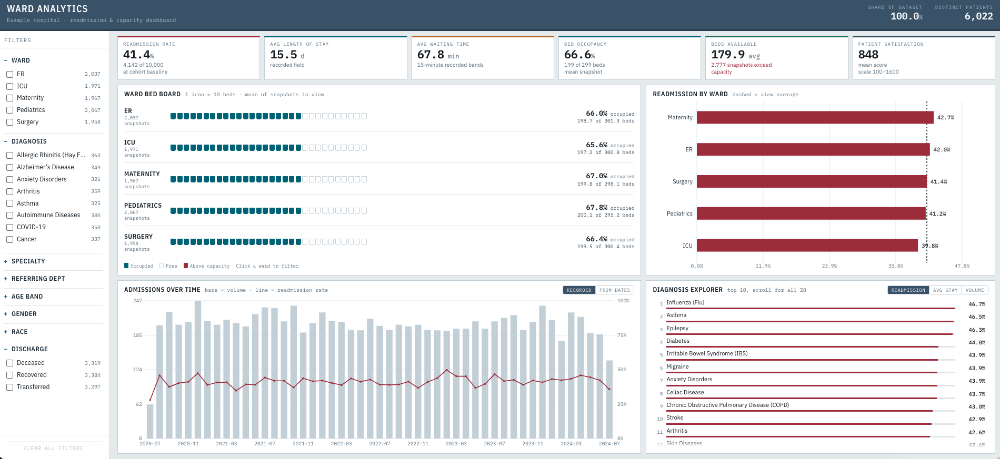 WARD ANALYTICS
Example Hospital · readmission & capacity dashboard
SHARE OF DATASET
100.0%
DISTINCT PATIENTS
6,022
FILTERS
− WARD
ER 2,037
ICU 1,971
Maternity 1,967
Pediatrics 2,067
Surgery 1,958
− DIAGNOSIS
Allergic Rhinitis (Hay F... 363
Alzheimer’s Disease 349
Anxiety Disorders 326
Arthritis 359
Asthma 325
Autoimmune Diseases 380
COVID-19 350
Cancer 337
+ SPECIALTY
+ REFERRING DEPT
+ AGE BAND
+ GENDER
+ RACE
− DISCHARGE
Deceased 3,319
Recovered 3,384
Transferred 3,297
CLEAR ALL FILTERS
READMISSION RATE
41.4%
4,142 of 10,000
at cohort baseline
AVG LENGTH OF STAY
15.5 d
recorded field
AVG WAITING TIME
67.8 min
15-minute recorded bands
BED OCCUPANCY
66.6%
199 of 299 beds
mean snapshot
BEDS AVAILABLE
179.9 avg
2,777 snapshots exceed
capacity
PATIENT SATISFACTION
848
mean score
scale 100–1600
WARD BED BOARD 1 icon = 10 beds · mean of snapshots in view
ER
2,037
snapshots
66.0% occupied
198.7 of 301.3 beds
ICU
1,971
snapshots
65.6% occupied
197.2 of 300.8 beds
MATERNITY
1,967
snapshots
67.0% occupied
199.8 of 298.1 beds
PEDIATRICS
2,067
snapshots
67.8% occupied
200.1 of 295.2 beds
SURGERY
1,958
snapshots
66.4% occupied
199.5 of 300.4 beds
Occupied Free Above capacity Click a ward to filter
READMISSION BY WARD dashed = view average
Maternity 42.7%
ER 42.0%
Surgery 41.4%
Pediatrics 41.2%
ICU 39.8%
0.0% 11.9% 23.9% 35.8% 47.8%
ADMISSIONS OVER TIME bars = volume · line = readmission rate
RECORDED FROM DATES
247 100%
185 75%
124 50%
62 25%
0 0%
2020-07 2020-11 2021-03 2021-07 2021-11 2022-03 2022-07 2022-11 2023-03 2023-07 2023-11 2024-03 2024-07
DIAGNOSIS EXPLORER top 10, scroll for all 28
READMISSION AVG STAY VOLUME
1 Influenza (Flu) 46.7%
2 Asthma 46.5%
3 Epilepsy 46.3%
4 Diabetes 44.0%
5 Irritable Bowel Syndrome (IBS) 43.9%
6 Migraine 43.9%
7 Anxiety Disorders 43.9%
8 Celiac Disease 43.7%
9 Chronic Obstructive Pulmonary Disease (COPD) 43.0%
10 Stroke 42.9%
11 Arthritis 42.6%
12 Skin Diseases 42.6%